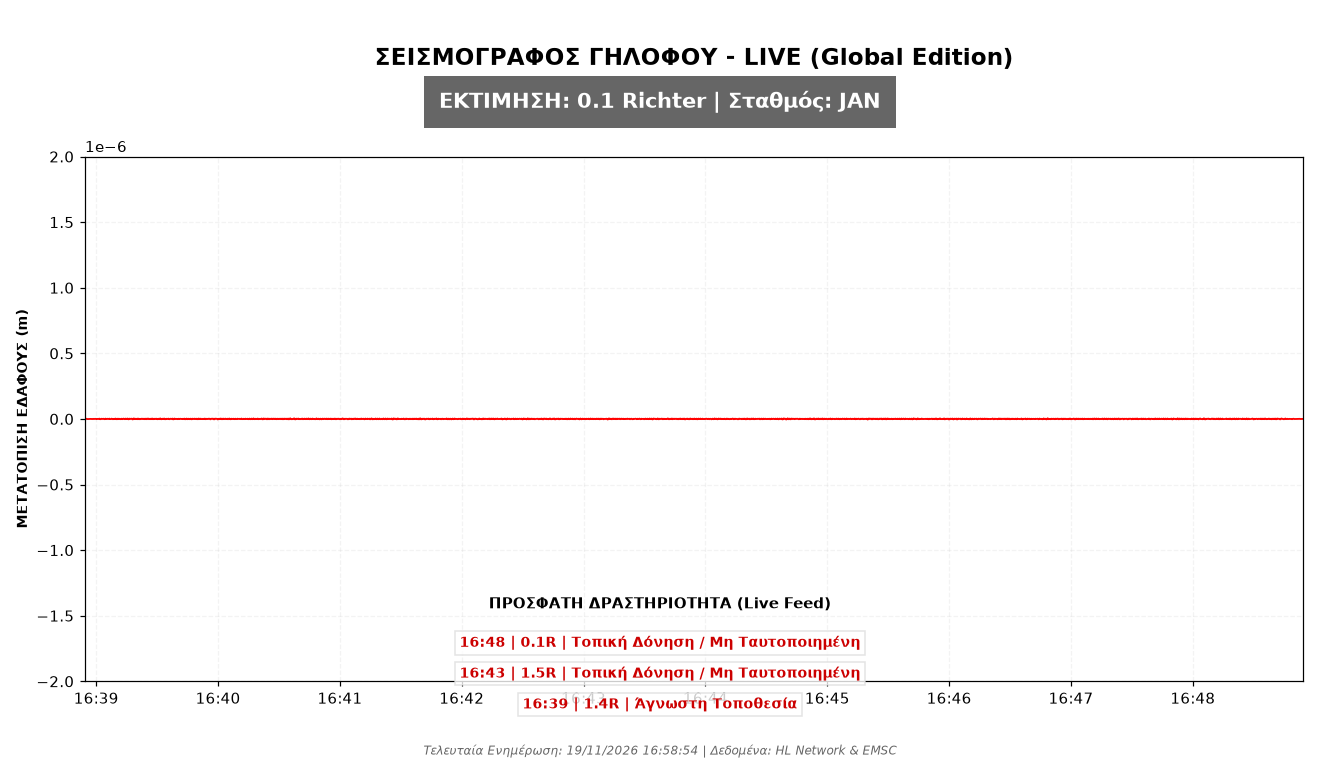 ΣΕΙΣΜΟΓΡΑΦΟΣ ΓΗΛΟΦΟΥ - LIVE (Global Edition)
ΕΚΤΙΜΗΣΗ: 0.1 Richter | Σταθμός: JAN
1e−6
2.0
1.5
1.0
0.5
0.0
−0.5
−1.0
−1.5
−2.0
ΜΕΤΑΤΟΠΙΣΗ ΕΔΑΦΟΥΣ (m)
ΠΡΟΣΦΑΤΗ ΔΡΑΣΤΗΡΙΟΤΗΤΑ (Live Feed)
16:48 | 0.1R | Τοπική Δόνηση / Μη Ταυτοποιημένη
16:43 | 1.5R | Τοπική Δόνηση / Μη Ταυτοποιημένη
16:39 16:40 16:41 16:42 16:43 16:44 16:45 16:46 16:47 16:48
16:39 | 1.4R | Άγνωστη Τοποθεσία
Τελευταία Ενημέρωση: 19/11/2026 16:58:54 | Δεδομένα: HL Network & EMSC